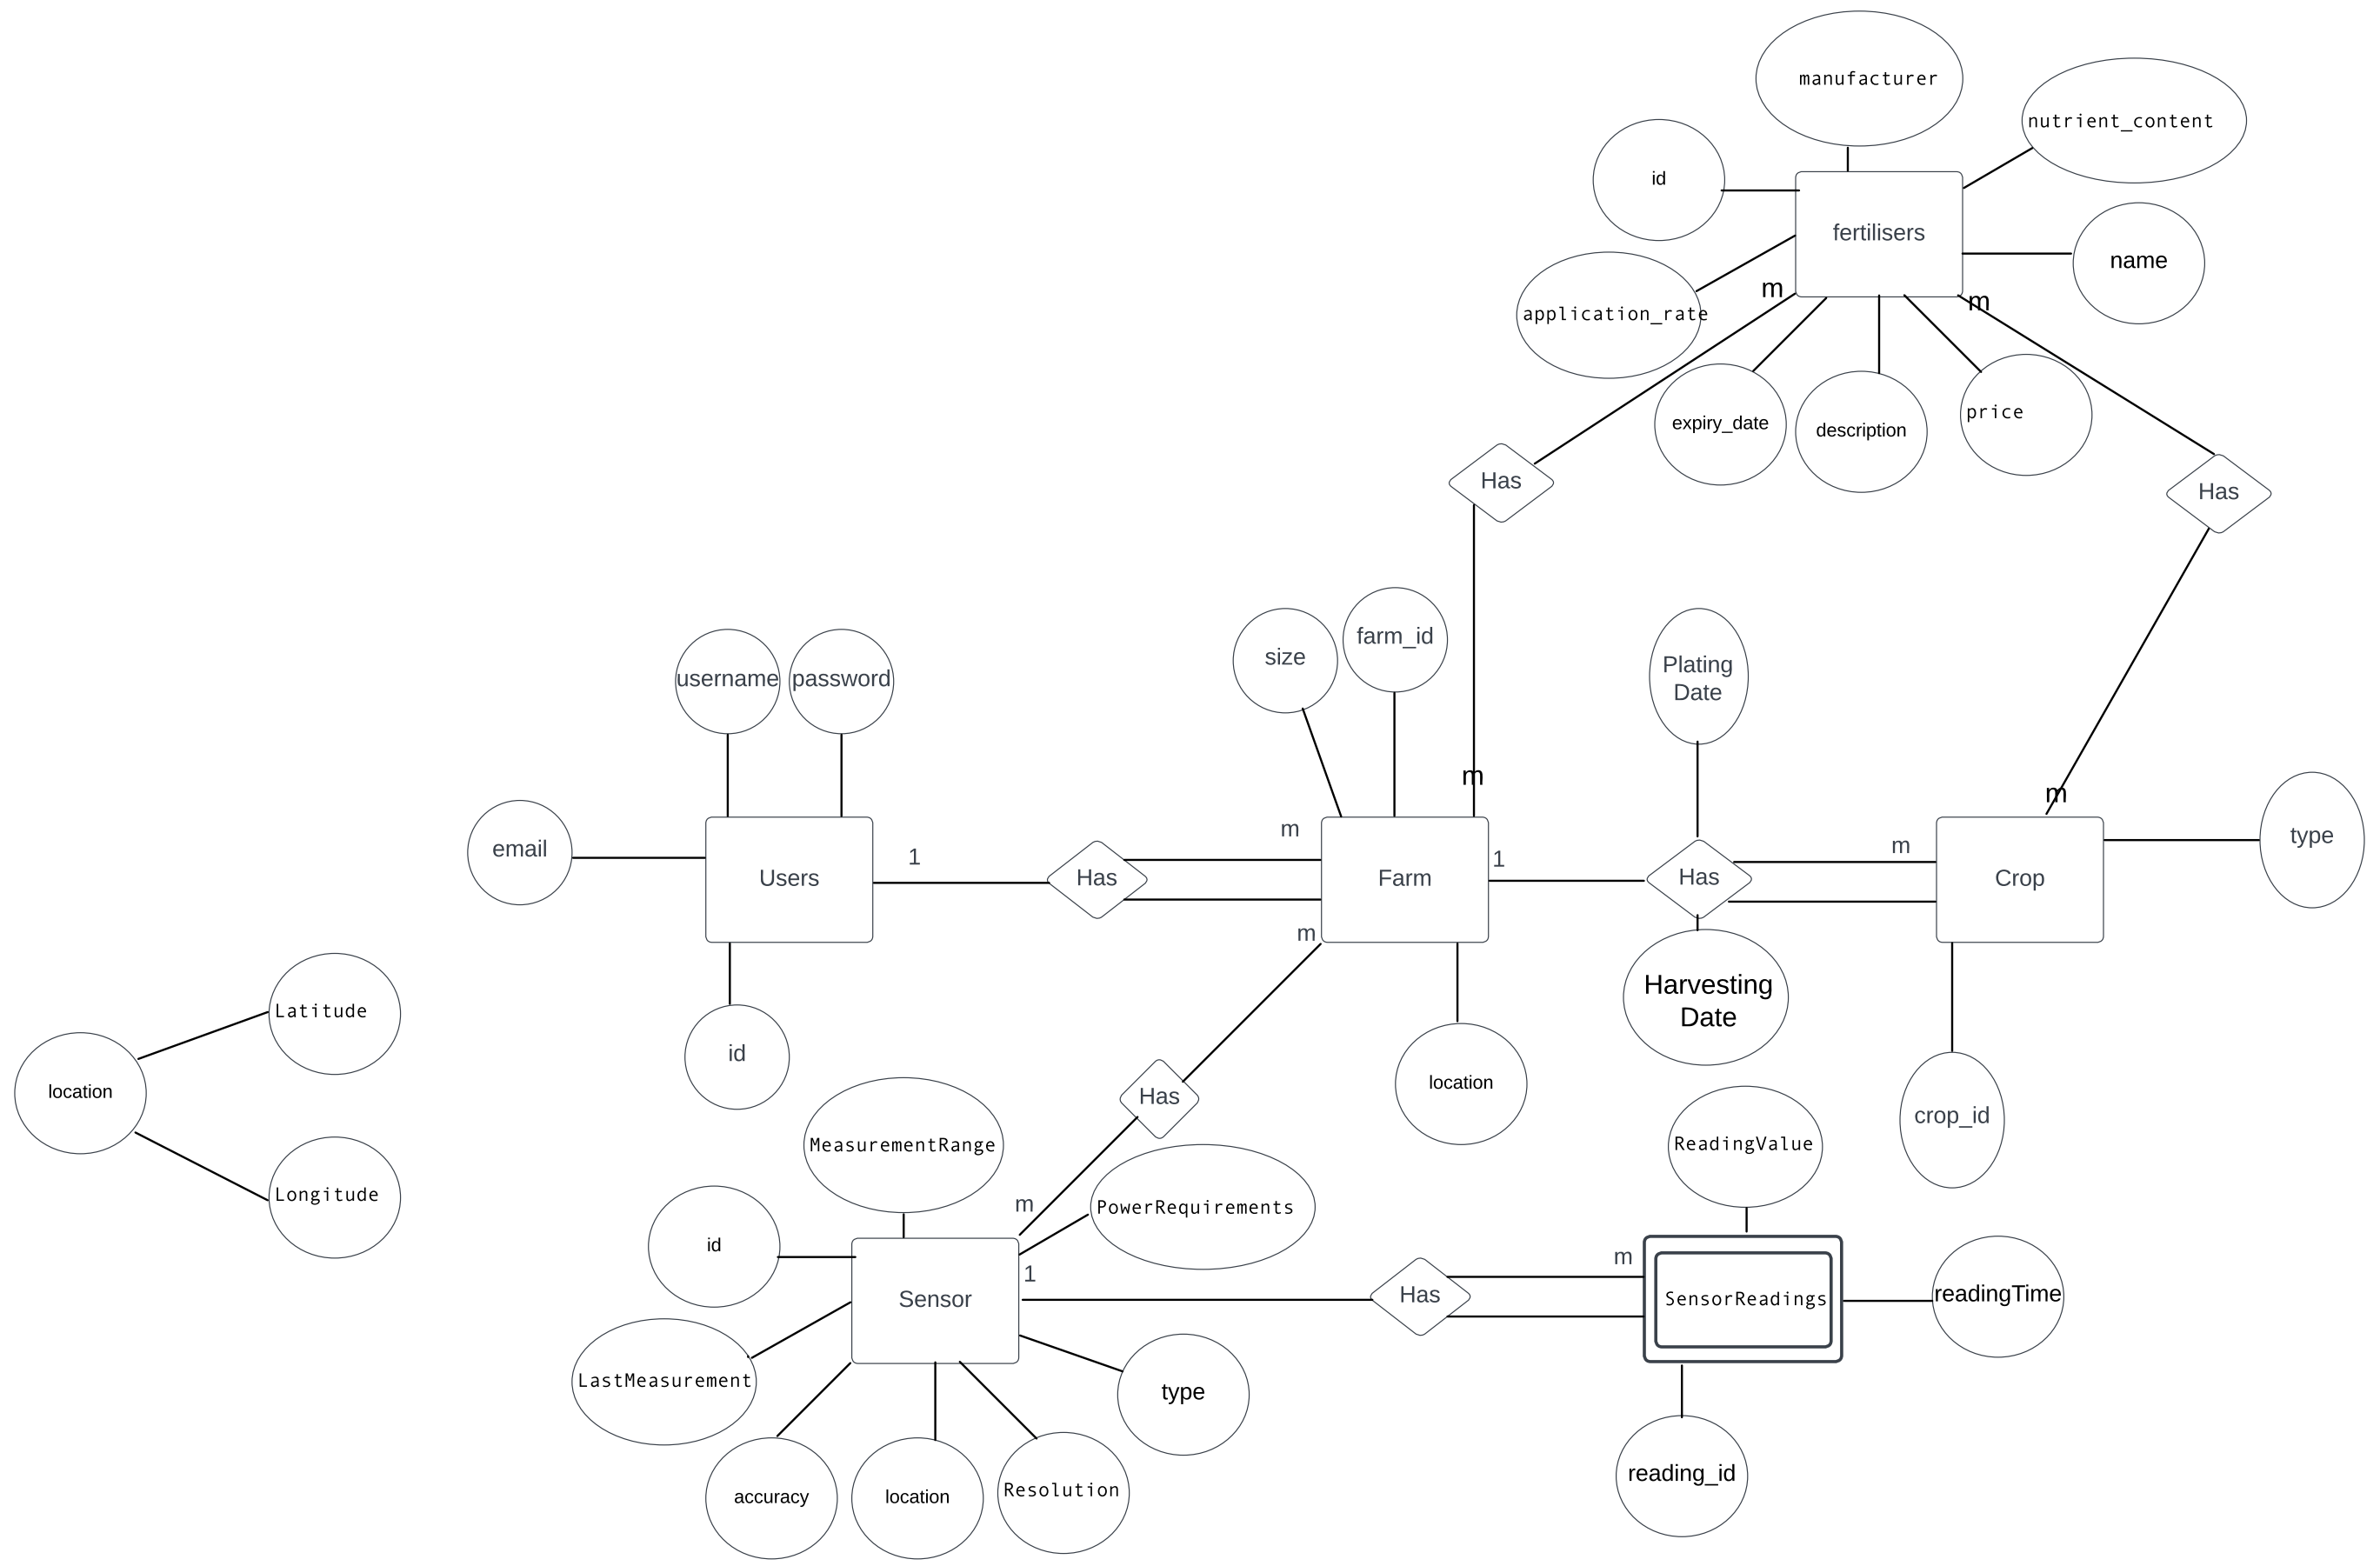 manufacturer
nutrient_content
id
fertilisers
name
m
m
application_rate
price
expiry_date
description
Has
Has
size
farm_id
Plating
Date
username
password
m
m
type
email
m
1
1
m
Users
Has
Farm
Has
Crop
m
Harvesting
Date
Latitude
location
id
location
Has
crop_id
MeasurementRange
ReadingValue
Longitude
m
PowerRequirements
id
m
1
Sensor
Has
SensorReadings
readingTime
LastMeasurement
type
accuracy
location
Resolution
reading_id